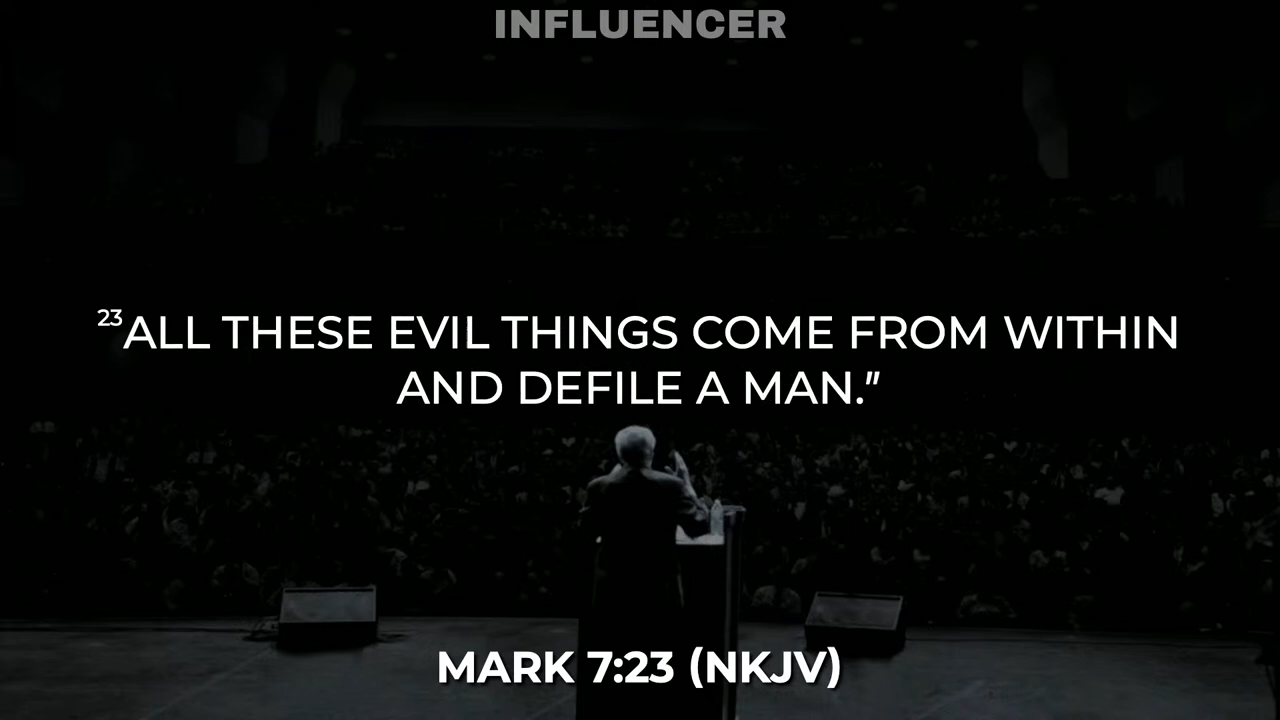 INFLUENCER
²³ALL THESE EVIL THINGS COME FROM WITHIN
AND DEFILE A MAN."
MARK 7:23 (NKJV)